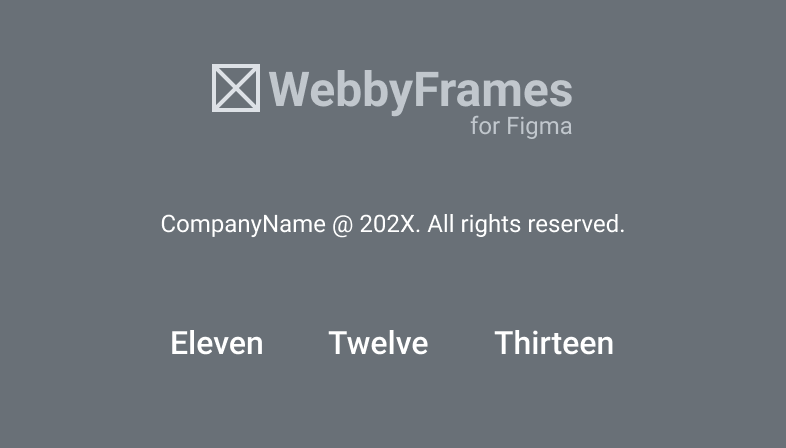 WebbyFrames
for Figma
CompanyName @ 202X. All rights reserved.
Eleven Twelve Thirteen